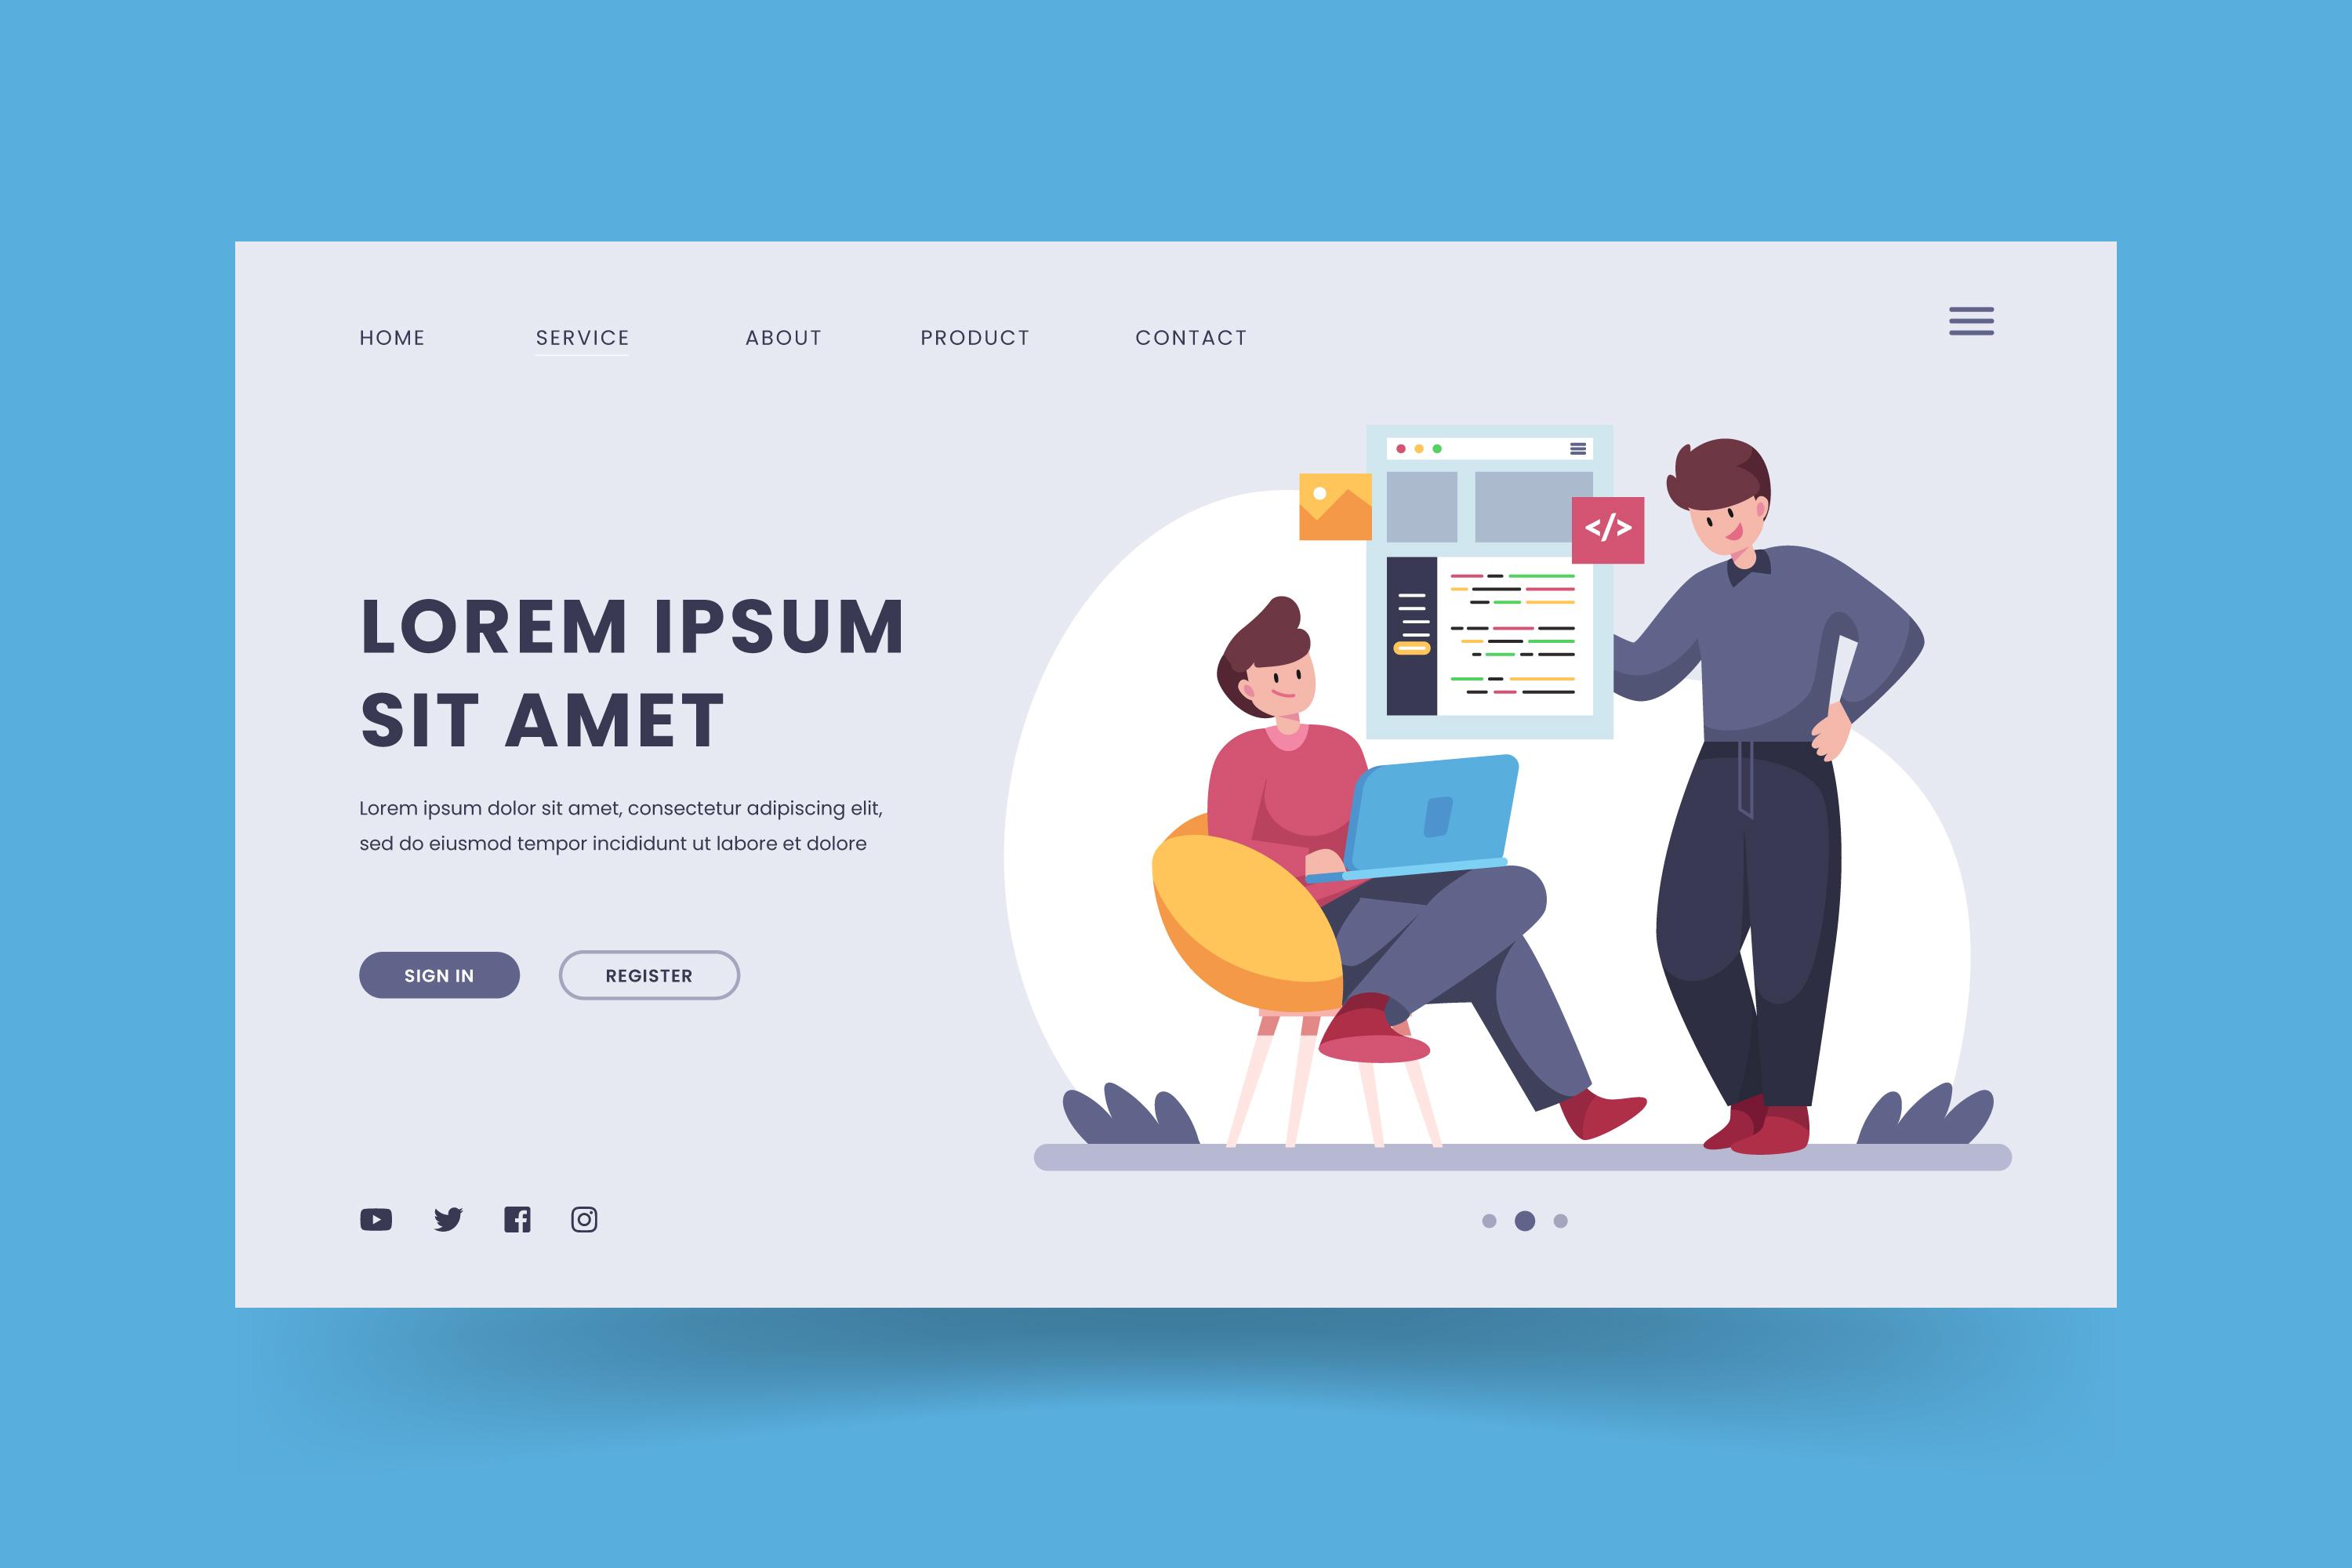 HOME SERVICE ABOUT PRODUCT CONTACT
</>
LOREM IPSUM
SIT AMET
Lorem ipsum dolor sit amet, consectetur adipiscing elit,
sed do eiusmod tempor incididunt ut labore et dolore
SIGN IN REGISTER